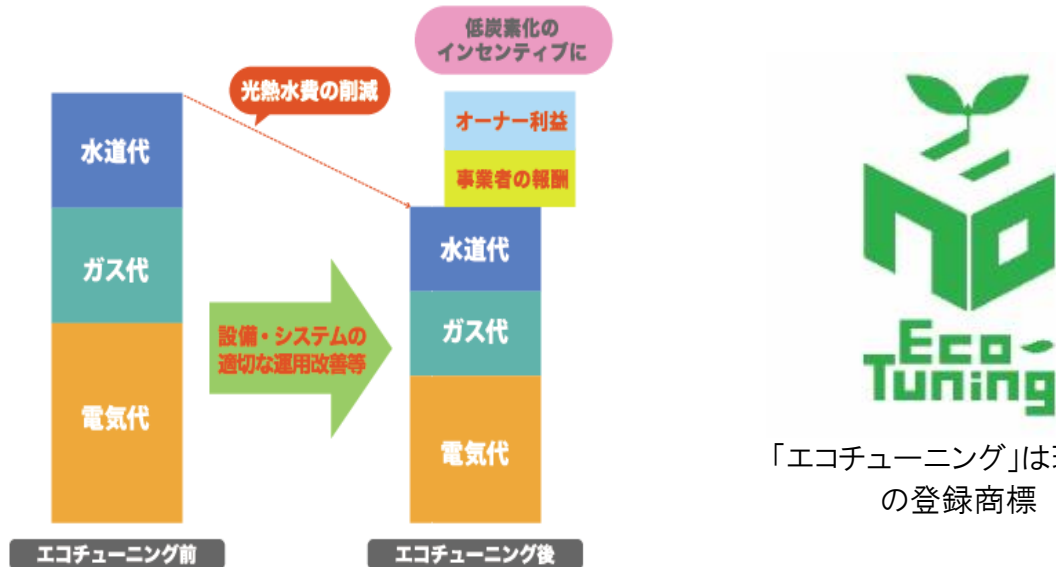 低炭素化の
インセンティブに
光熱水費の削減
オーナー利益
事業者の報酬
水道代
ガス代
電気代
設備・システムの
適切な運用改善等
水道代
ガス代
電気代
エコチューニング前
エコチューニング後
Eco-
Tuning
「エコチューニング」は
の登録商標